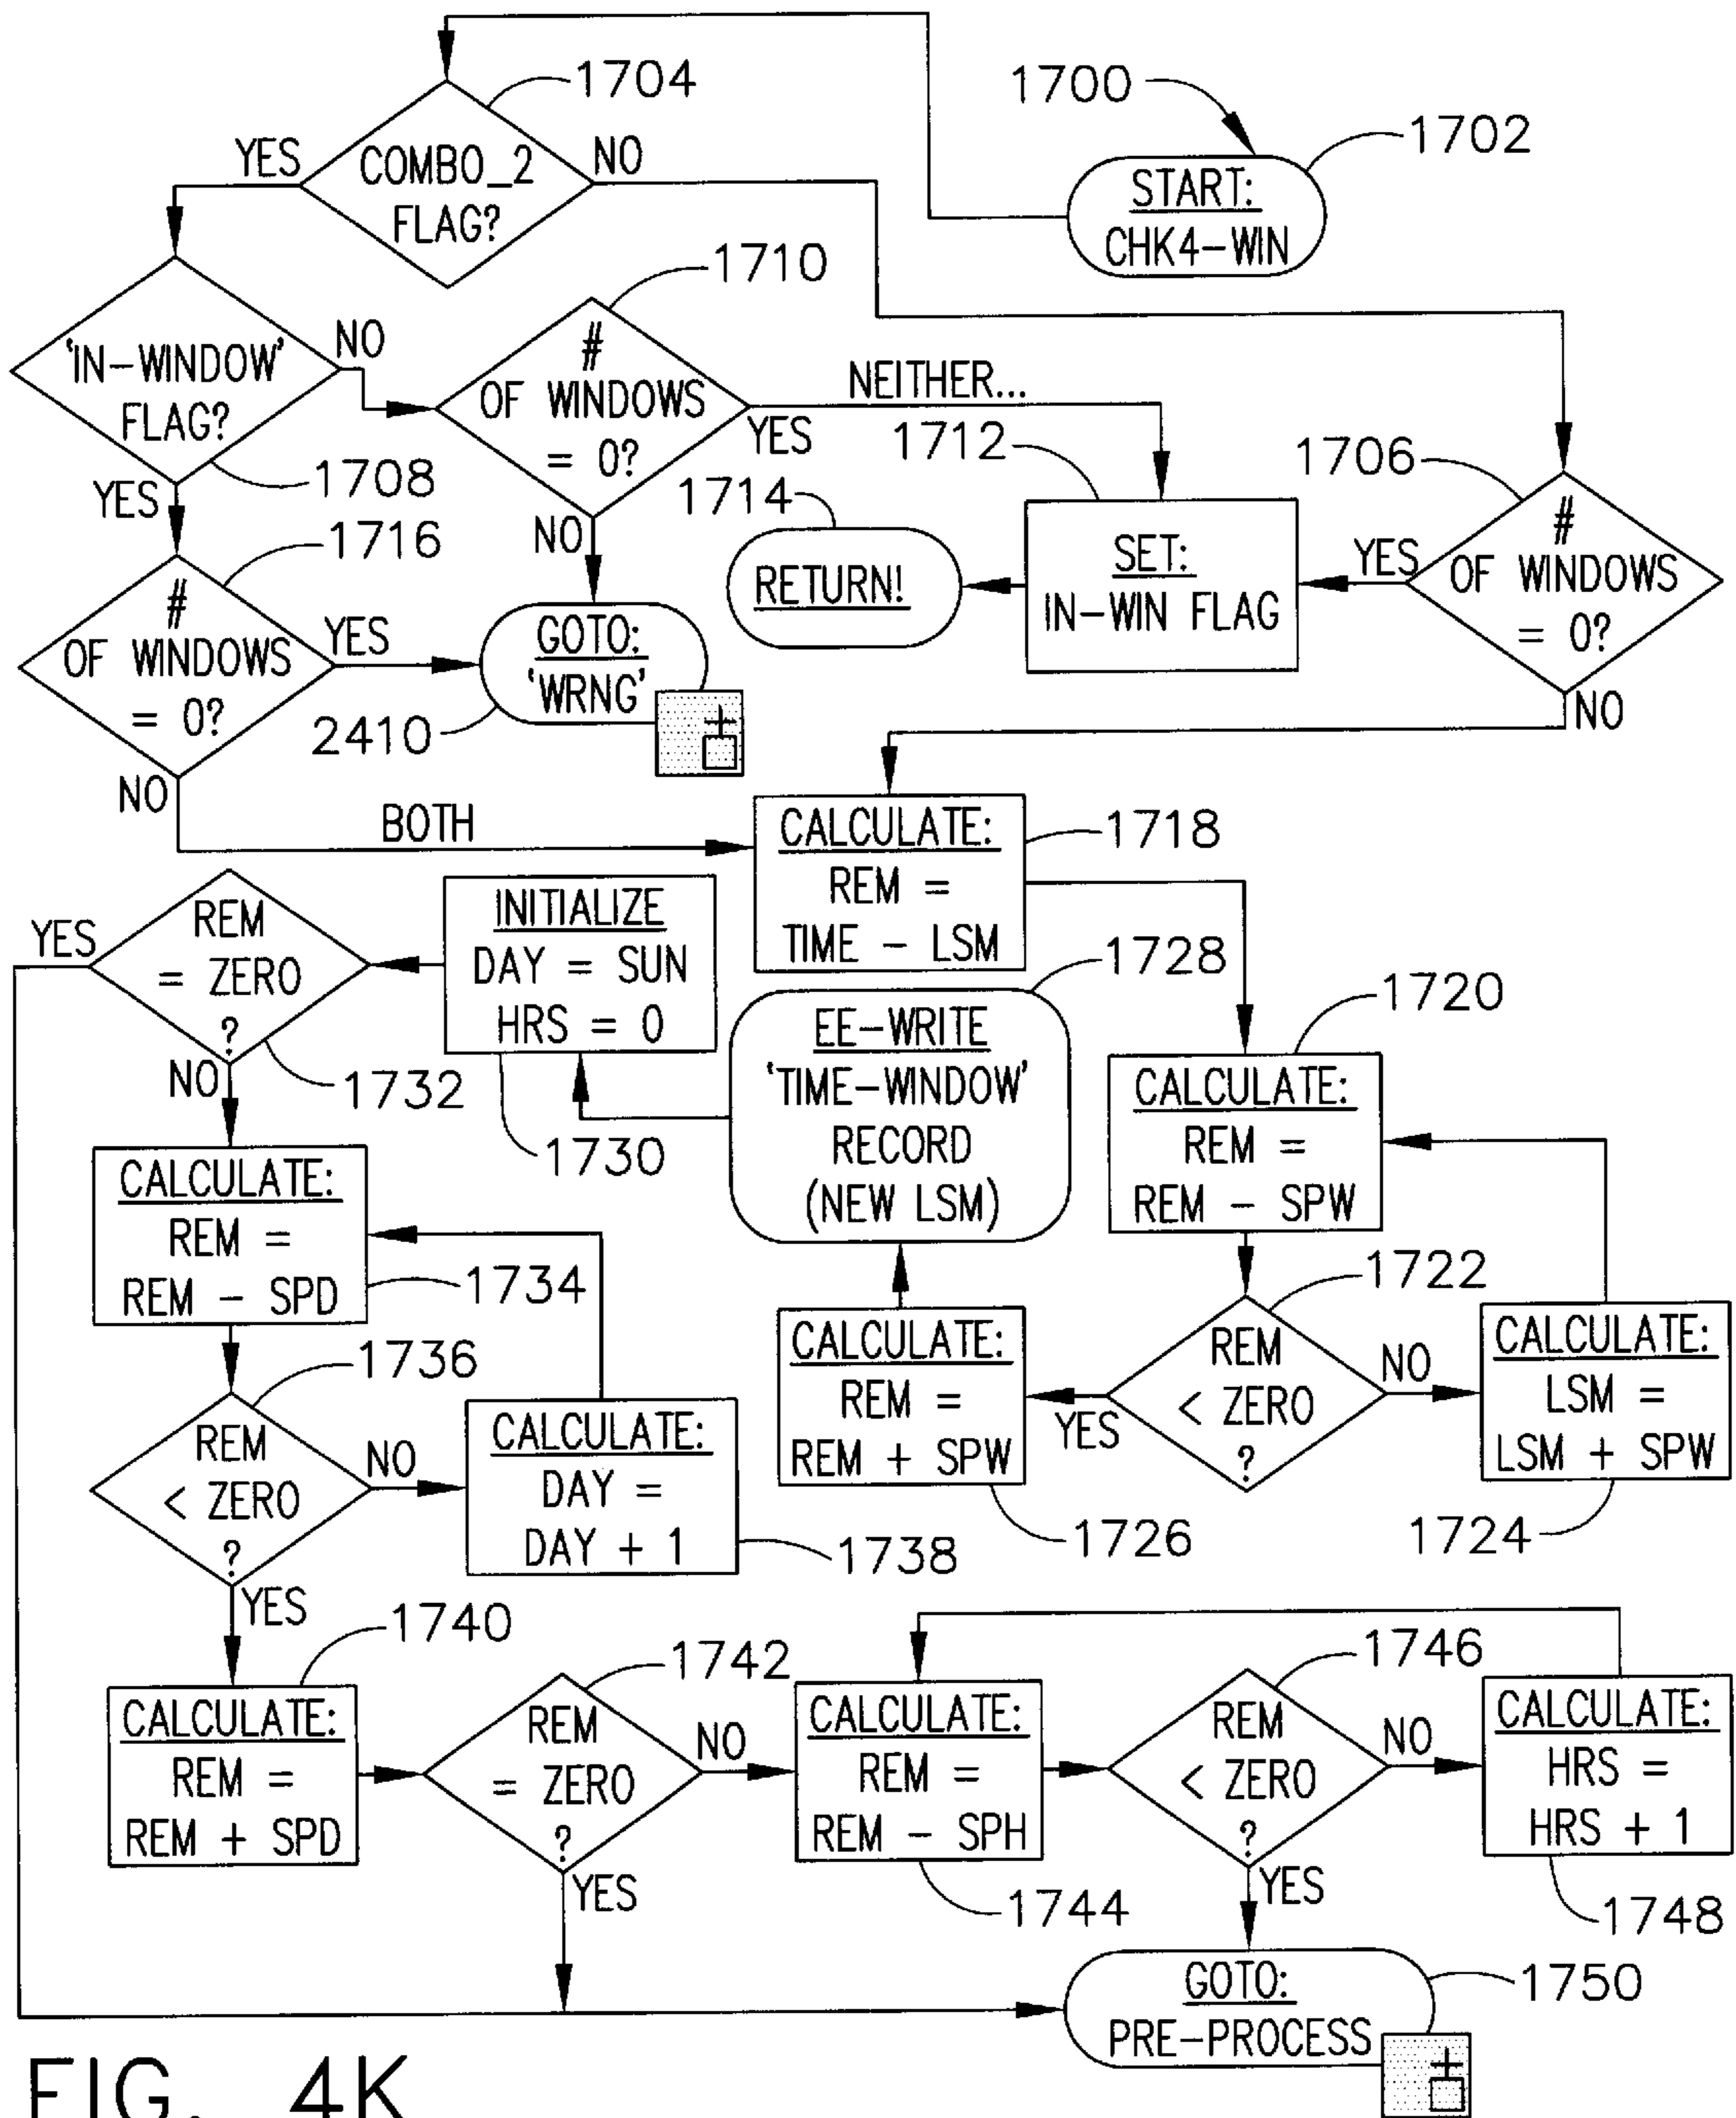 1704
1700
1702
YES
COMBO_2
FLAG?
NO
START:
CHK4-WIN
1710
'IN-WINDOW'
FLAG?
NO
#
OF WINDOWS
= 0?
NEITHER...
YES
1712
1706
1708
YES
1714
1716
NO
RETURN!
SET:
IN-WIN FLAG
YES
#
OF WINDOWS
= 0?
#
OF WINDOWS
= 0?
YES
GOTO:
'WRNG'
2410
NO
NO
BOTH
CALCULATE:
REM =
TIME - LSM
1718
YES
REM
= ZERO
?
INITIALIZE
DAY = SUN
HRS = 0
1728
1720
NO
1732
1730
EE-WRITE
'TIME-WINDOW'
RECORD
(NEW LSM)
CALCULATE:
REM =
REM - SPW
CALCULATE:
REM =
REM - SPD
1734
1722
1736
CALCULATE:
REM =
REM + SPW
YES
REM
< ZERO
?
NO
CALCULATE:
LSM =
LSM + SPW
REM
< ZERO
?
NO
CALCULATE:
DAY =
DAY + 1
1726
1724
1738
YES
1740
1742
1746
CALCULATE:
REM =
REM + SPD
REM
= ZERO
?
NO
CALCULATE:
REM =
REM - SPH
REM
< ZERO
?
NO
CALCULATE:
HRS =
HRS + 1
YES
1744
YES
1748
GOTO:
PRE-PROCESS
1750
FIG. 4K